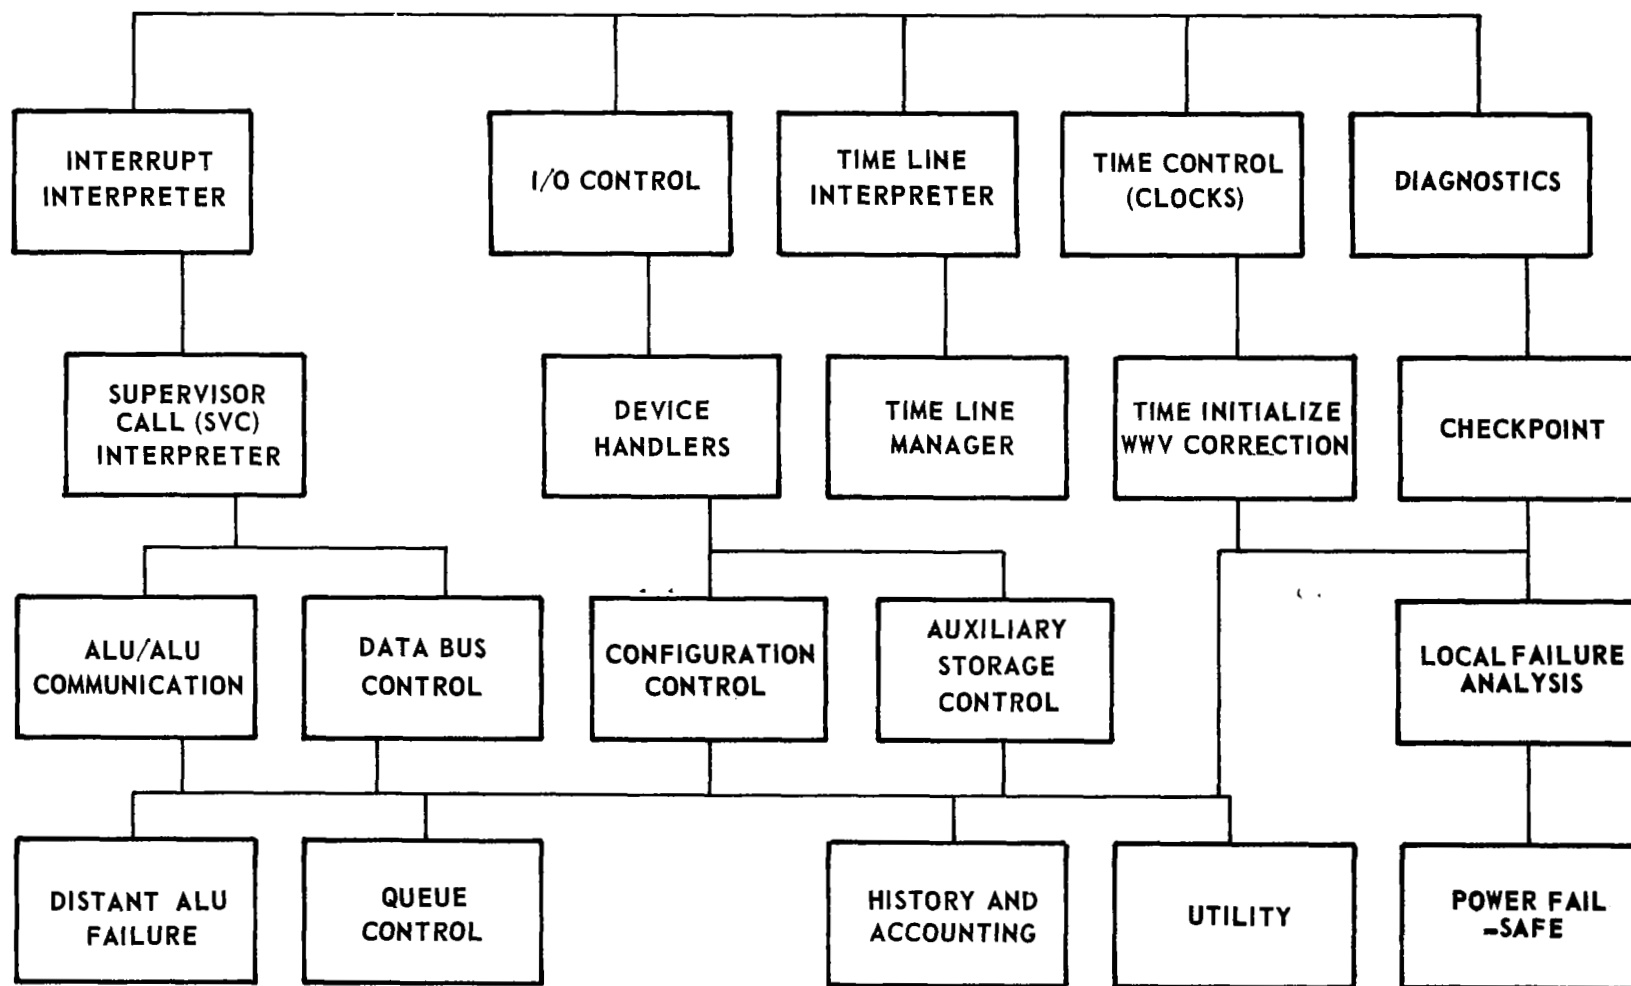 INTERRUPT
INTERPRETER
I/O CONTROL
TIME LINE
INTERPRETER
TIME CONTROL
(CLOCKS)
DIAGNOSTICS
SUPERVISOR
CALL (SVC)
INTERPRETER
DEVICE
HANDLERS
TIME LINE
MANAGER
TIME INITIALIZE
WWV CORRECTION
CHECKPOINT
ALU/ALU
COMMUNICATION
DATA BUS
CONTROL
CONFIGURATION
CONTROL
AUXILIARY
STORAGE
CONTROL
LOCAL FAILURE
ANALYSIS
DISTANT ALU
FAILURE
QUEUE
CONTROL
HISTORY AND
ACCOUNTING
UTILITY
POWER FAIL
-SAFE